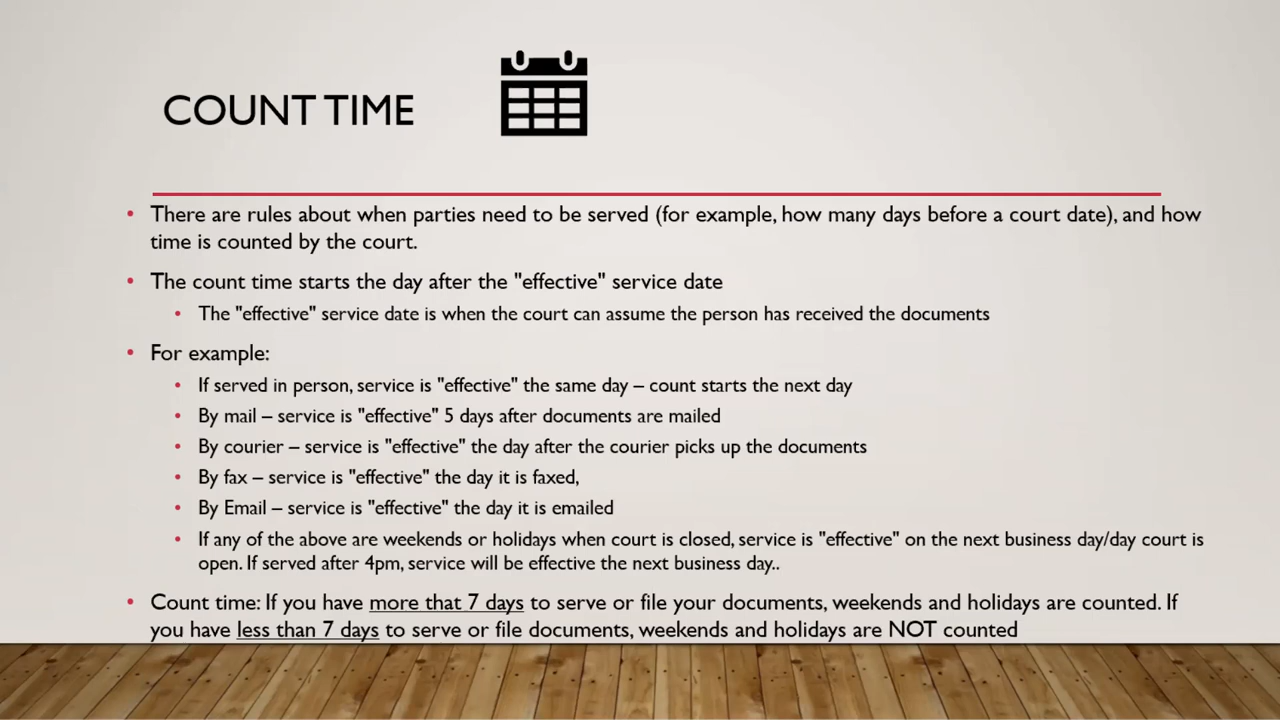 COUNT TIME
• There are rules about when parties need to be served (for example, how many days before a court date), and how
time is counted by the court.
• The count time starts the day after the "effective" service date
• The "effective" service date is when the court can assume the person has received the documents
• For example:
• If served in person, service is "effective" the same day – count starts the next day
• By mail – service is "effective" 5 days after documents are mailed
• By courier – service is "effective" the day after the courier picks up the documents
• By fax – service is "effective" the day it is faxed,
• By Email – service is "effective" the day it is emailed
• If any of the above are weekends or holidays when court is closed, service is "effective" on the next business day/day court is
open. If served after 4pm, service will be effective the next business day..
• Count time: If you have more that 7 days to serve or file your documents, weekends and holidays are counted. If
you have less than 7 days to serve or file documents, weekends and holidays are NOT counted